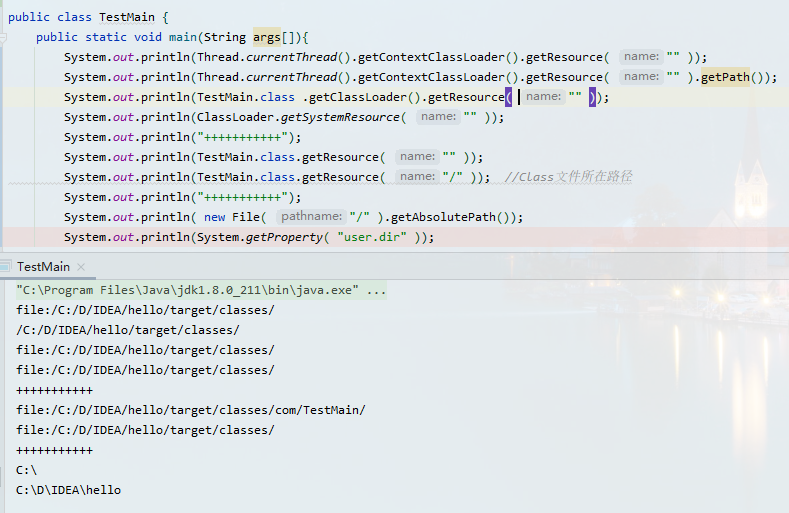 public class TestMain {
public static void main(String args[]){
System.out.println(Thread.currentThread().getContextClassLoader().getResource( name: "" ));
System.out.println(Thread.currentThread().getContextClassLoader().getResource( name: "" ).getPath());
System.out.println(TestMain.class .getClassLoader().getResource( name: "" ));
System.out.println(ClassLoader.getSystemResource( name: "" ));
System.out.println("+++++++++++");
System.out.println(TestMain.class.getResource( name: "" ));
System.out.println(TestMain.class.getResource( name: "/" )); //Class文件所在路径
System.out.println("+++++++++++");
System.out.println( new File( pathname: "/" ).getAbsolutePath());
System.out.println(System.getProperty( "user.dir" ));
TestMain ×
"C:\Program Files\Java\jdk1.8.0_211\bin\java.exe" ...
file:/C:/D/IDEA/hello/target/classes/
/C:/D/IDEA/hello/target/classes/
file:/C:/D/IDEA/hello/target/classes/
file:/C:/D/IDEA/hello/target/classes/
+++++++++++
file:/C:/D/IDEA/hello/target/classes/com/TestMain/
file:/C:/D/IDEA/hello/target/classes/
+++++++++++
C:\
C:\D\IDEA\hello